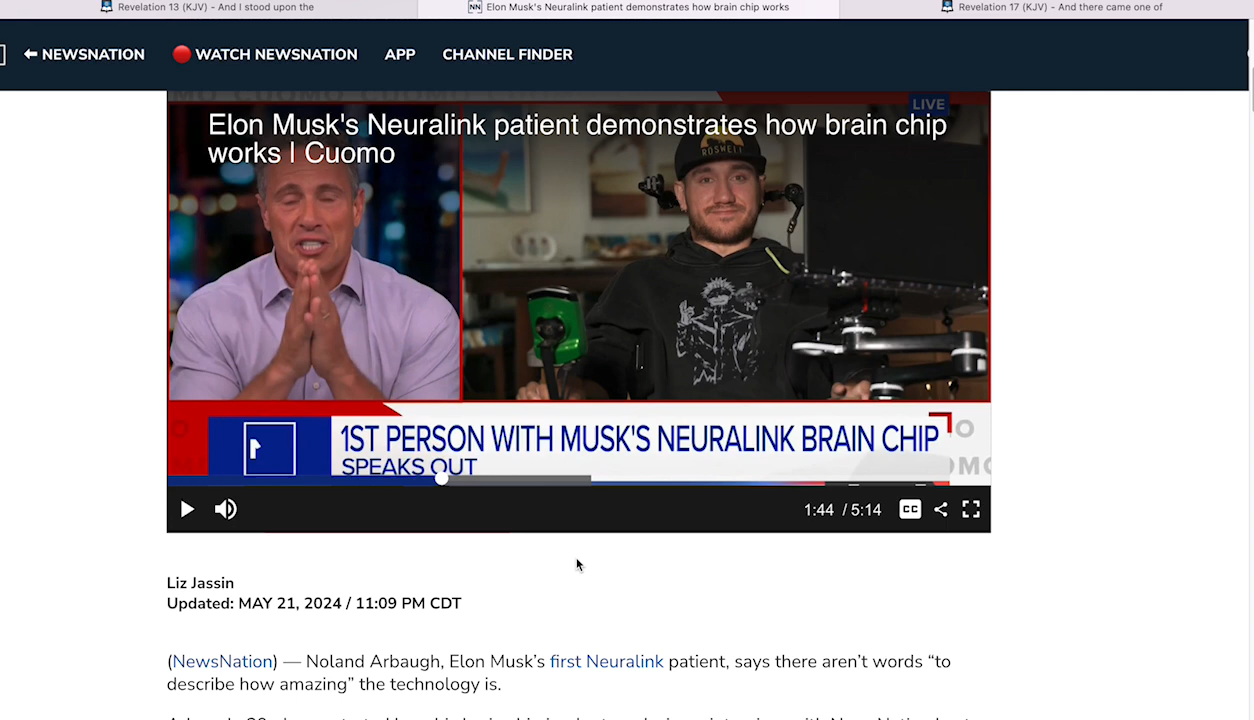 Revelation 13 (KJV) - And I stood upon the
NN Elon Musk's Neuralink patient demonstrates how brain chip works
Revelation 17 (KJV) - And there came one of
NEWSNATION
WATCH NEWSNATION
APP
CHANNEL FINDER
CUOMO CUOMO
LIVE
Elon Musk's Neuralink patient demonstrates how brain chip
works | Cuomo
ROSWELL
1ST PERSON WITH MUSK'S NEURALINK BRAIN CHIP
SPEAKS OUT
1:44 / 5:14
CC
Liz Jassin
Updated: MAY 21, 2024 / 11:09 PM CDT
(NewsNation) — Noland Arbaugh, Elon Musk's first Neuralink patient, says there aren't words “to
describe how amazing” the technology is.